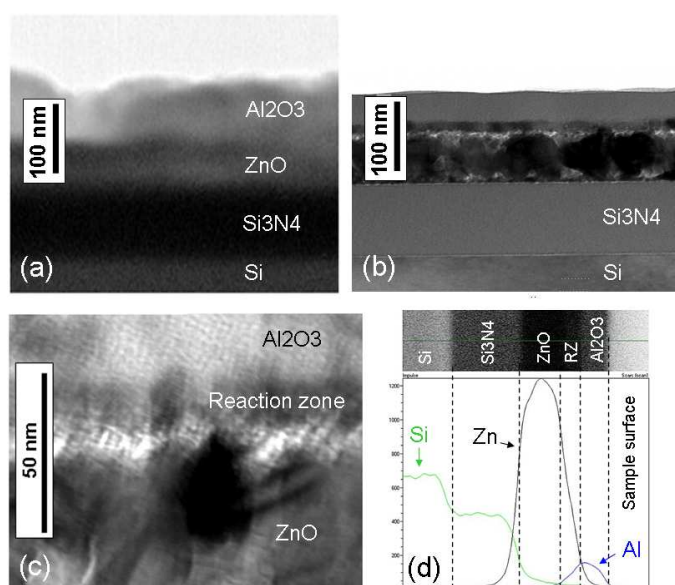 Al2O3
100 nm
ZnO
Si3N4
(a)
Si
100 nm
Si3N4
(b)
Si
Al2O3
50 nm
Reaction zone
ZnO
(c)
Si
Si3N4
ZnO
RZ
Al2O3
Impulse
1200
1000
800
600
400
200
Si
Zn
Sample surface
Al
(d)